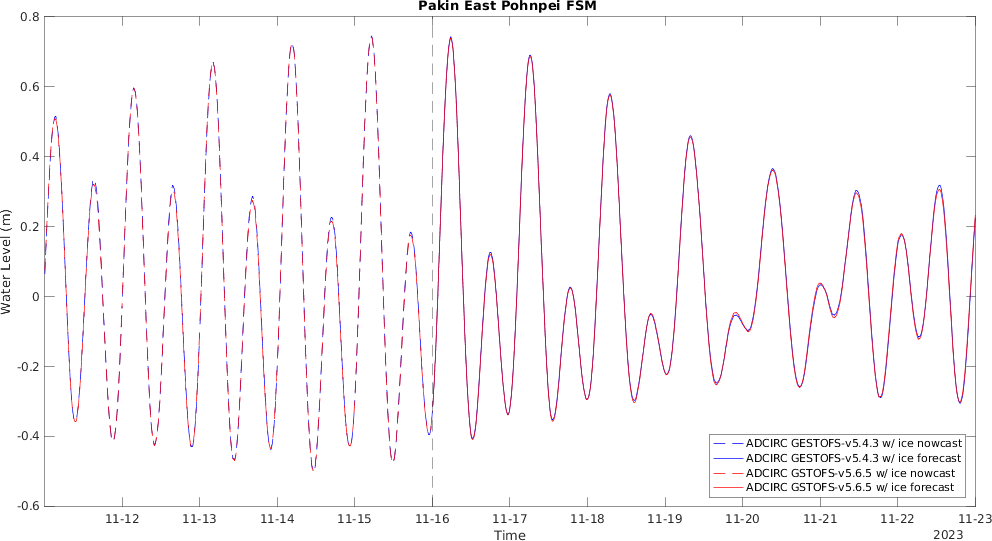 Pakin East Pohnpei FSM
0.8
0.6
0.4
0.2
0
-0.2
-0.4
-0.6
Water Level (m)
ADCIRC GESTOFS-v5.4.3 w/ ice nowcast
ADCIRC GESTOFS-v5.4.3 w/ ice forecast
ADCIRC GSTOFS-v5.6.5 w/ ice nowcast
ADCIRC GSTOFS-v5.6.5 w/ ice forecast
11-12 11-13 11-14 11-15 11-16 11-17 11-18 11-19 11-20 11-21 11-22 11-23
Time
2023